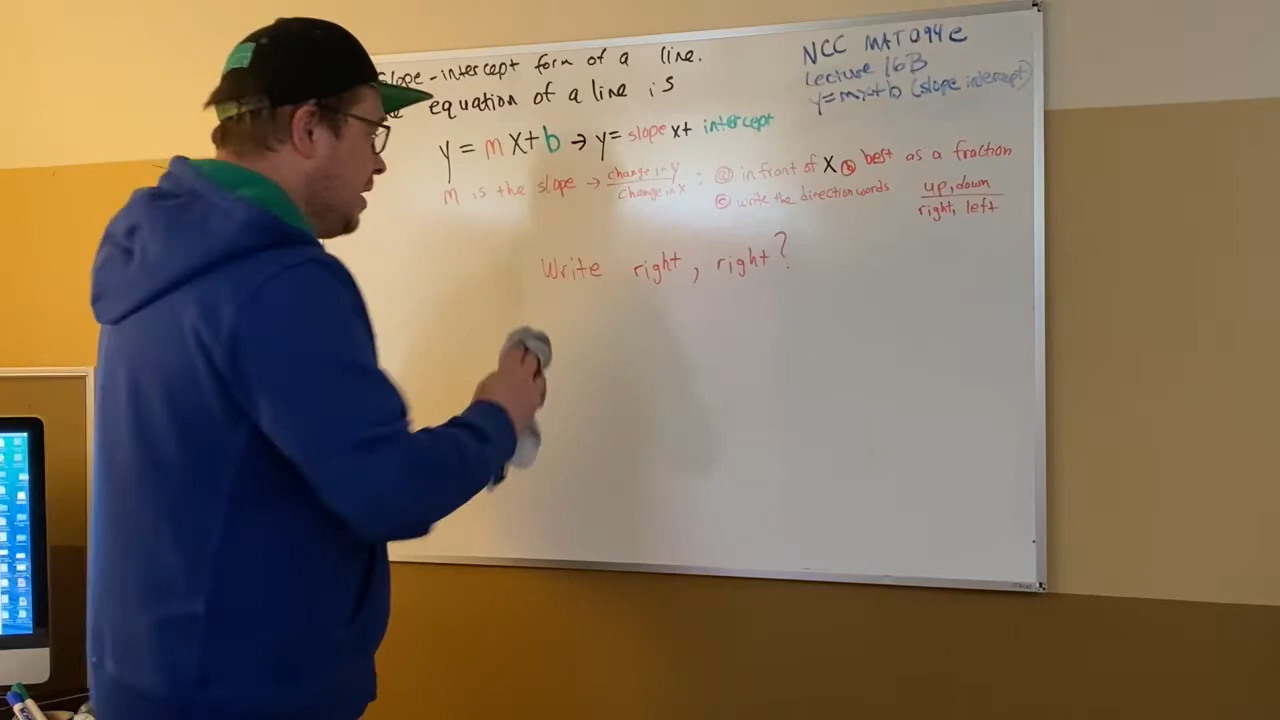 slope-intercept form of a line.
equation of a line is
y = mx+b → y= slope x+ intercept
m is the slope → change in y / change in x : ⓐ in front of x ⓑ best as a fraction
ⓒ write the direction words up, down / right, left
Write right, right?
NCC MAT094e
Lecture 16B
y=mx+b (slope intercept)